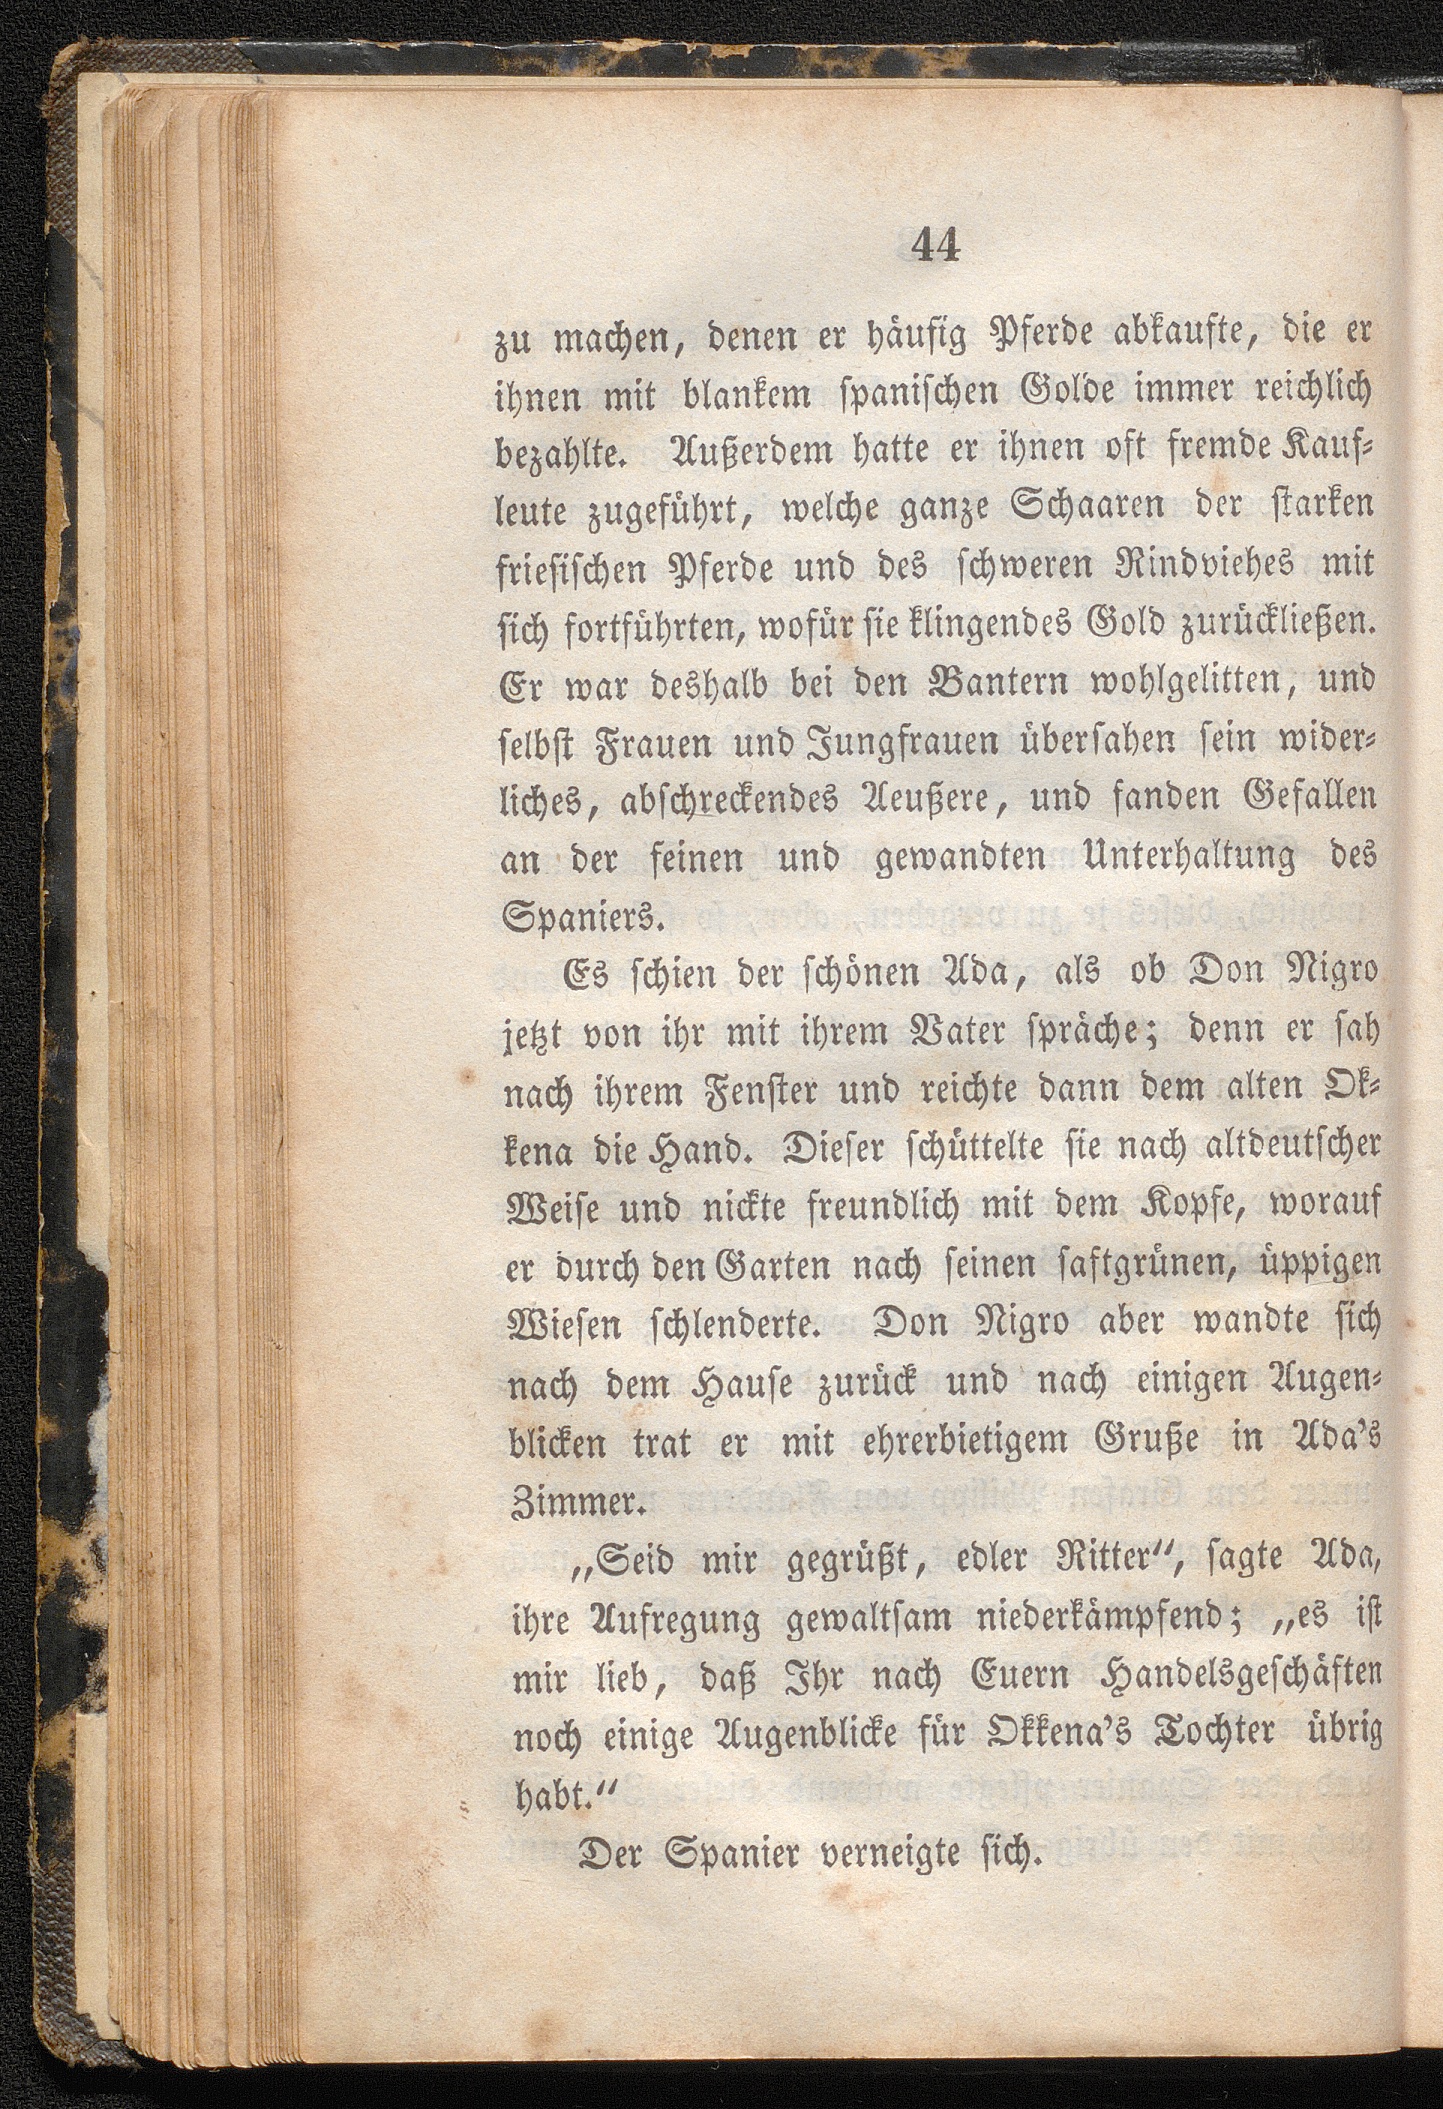 44
zu machen, denen er häufig Pferde abkaufte, die er
ihnen mit blankem spanischen Golde immer reichlich
bezahlte. Außerdem hatte er ihnen oft fremde Kauf-
leute zugeführt, welche ganze Schaaren der starken
friesischen Pferde und des schweren Rindviehes mit
sich fortführten, wofür sie klingendes Gold zurückließen.
Er war deshalb bei den Bantern wohlgelitten, und
selbst Frauen und Jungfrauen übersahen sein wider-
liches, abschreckendes Aeußere, und fanden Gefallen
an der feinen und gewandten Unterhaltung des
Spaniers.
Es schien der schönen Ada, als ob Don Nigro
jetzt von ihr mit ihrem Vater spräche; denn er sah
nach ihrem Fenster und reichte dann dem alten Ok-
kena die Hand. Dieser schüttelte sie nach altdeutscher
Weise und nickte freundlich mit dem Kopfe, worauf
er durch den Garten nach seinen saftgrünen, üppigen
Wiesen schlenderte. Don Nigro aber wandte sich
nach dem Hause zurück und nach einigen Augen-
blicken trat er mit ehrerbietigem Gruße in Ada's
Zimmer.
„Seid mir gegrüßt, edler Ritter“, sagte Ada,
ihre Aufregung gewaltsam niederkämpfend; „es ist
mir lieb, daß Ihr nach Euern Handelsgeschäften
noch einige Augenblicke für Okkena's Tochter übrig
habt.“
Der Spanier verneigte sich.